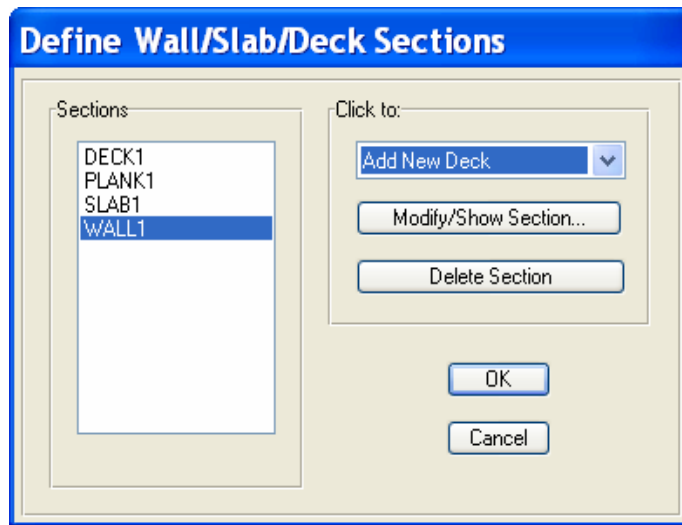 Define Wall/Slab/Deck Sections
Sections
DECK1
PLANK1
SLAB1
WALL1
Click to:
Add New Deck
Modify/Show Section...
Delete Section
OK
Cancel